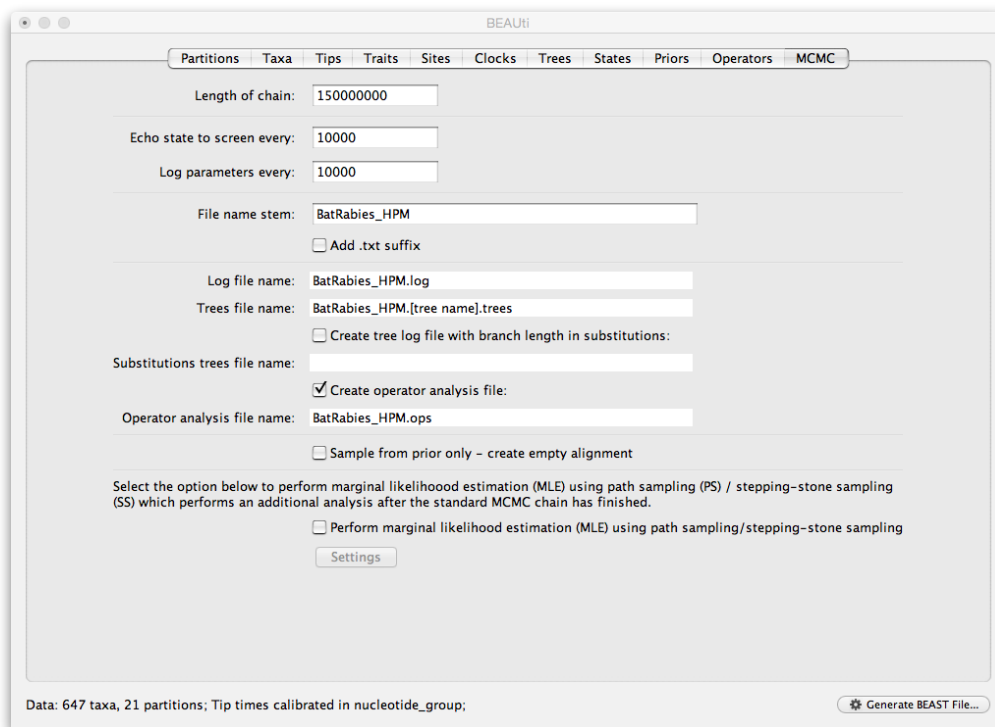 BEAUti
Partitions Taxa Tips Traits Sites Clocks Trees States Priors Operators MCMC
Length of chain: 150000000
Echo state to screen every: 10000
Log parameters every: 10000
File name stem: BatRabies_HPM
Add .txt suffix
Log file name: BatRabies_HPM.log
Trees file name: BatRabies_HPM.[tree name].trees
Create tree log file with branch length in substitutions:
Substitutions trees file name:
Create operator analysis file:
Operator analysis file name: BatRabies_HPM.ops
Sample from prior only - create empty alignment
Select the option below to perform marginal likelihoood estimation (MLE) using path sampling (PS) / stepping-stone sampling
(SS) which performs an additional analysis after the standard MCMC chain has finished.
Perform marginal likelihood estimation (MLE) using path sampling/stepping-stone sampling
Settings
Data: 647 taxa, 21 partitions; Tip times calibrated in nucleotide_group; Generate BEAST File...